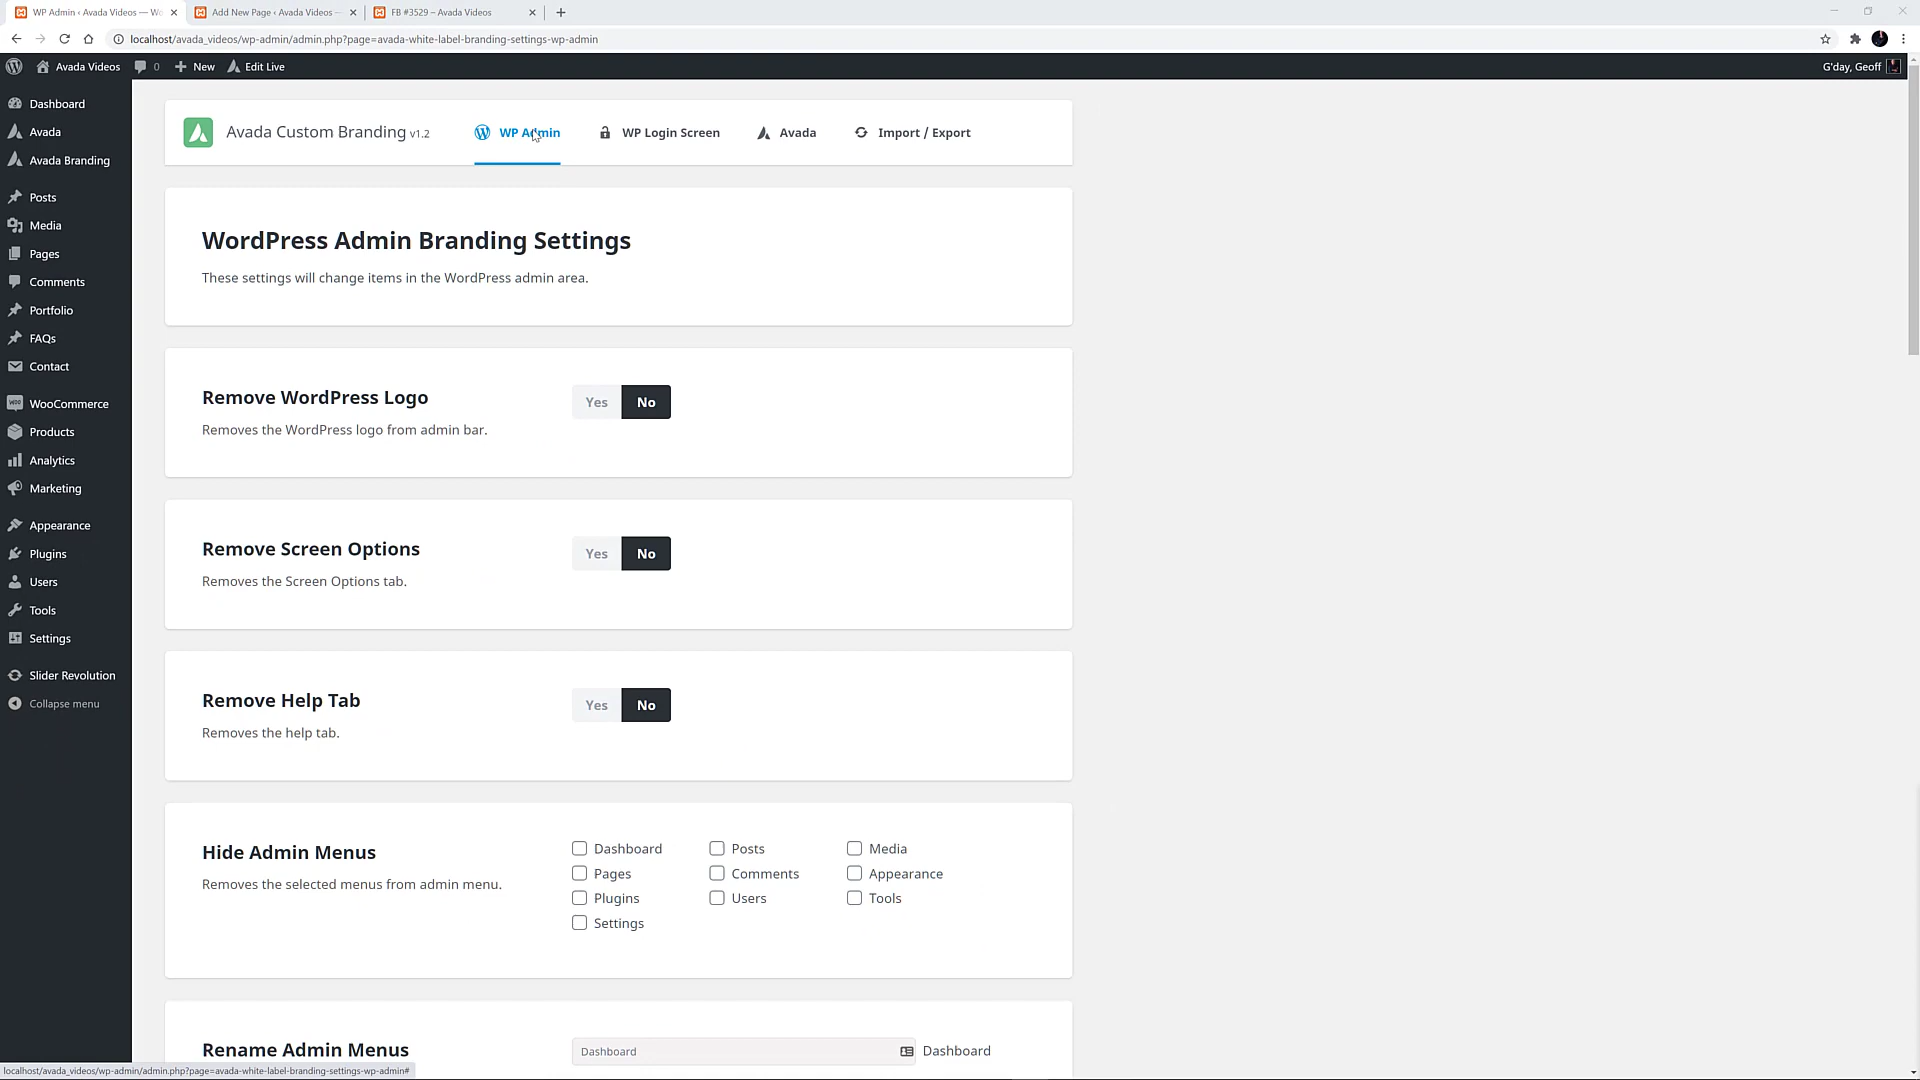 WP Admin ‹ Avada Videos — Wo
Add New Page ‹ Avada Videos —
FB #3529 – Avada Videos
localhost/avada_videos/wp-admin/admin.php?page=avada-white-label-branding-settings-wp-admin
Avada Videos
0
New
Edit Live
G'day, Geoff
Dashboard
Avada
Avada Branding
Posts
Media
Pages
Comments
Portfolio
FAQs
Contact
WooCommerce
Products
Analytics
Marketing
Appearance
Plugins
Users
Tools
Settings
Slider Revolution
Collapse menu
Avada Custom Branding v1.2
WP Admin
WP Login Screen
Avada
Import / Export
WordPress Admin Branding Settings
These settings will change items in the WordPress admin area.
Remove WordPress Logo
Removes the WordPress logo from admin bar.
Yes No
Remove Screen Options
Removes the Screen Options tab.
Yes No
Remove Help Tab
Removes the help tab.
Yes No
Hide Admin Menus
Removes the selected menus from admin menu.
Dashboard Posts Media
Pages Comments Appearance
Plugins Users Tools
Settings
Rename Admin Menus
Dashboard
Dashboard
localhost/avada_videos/wp-admin/admin.php?page=avada-white-label-branding-settings-wp-admin#